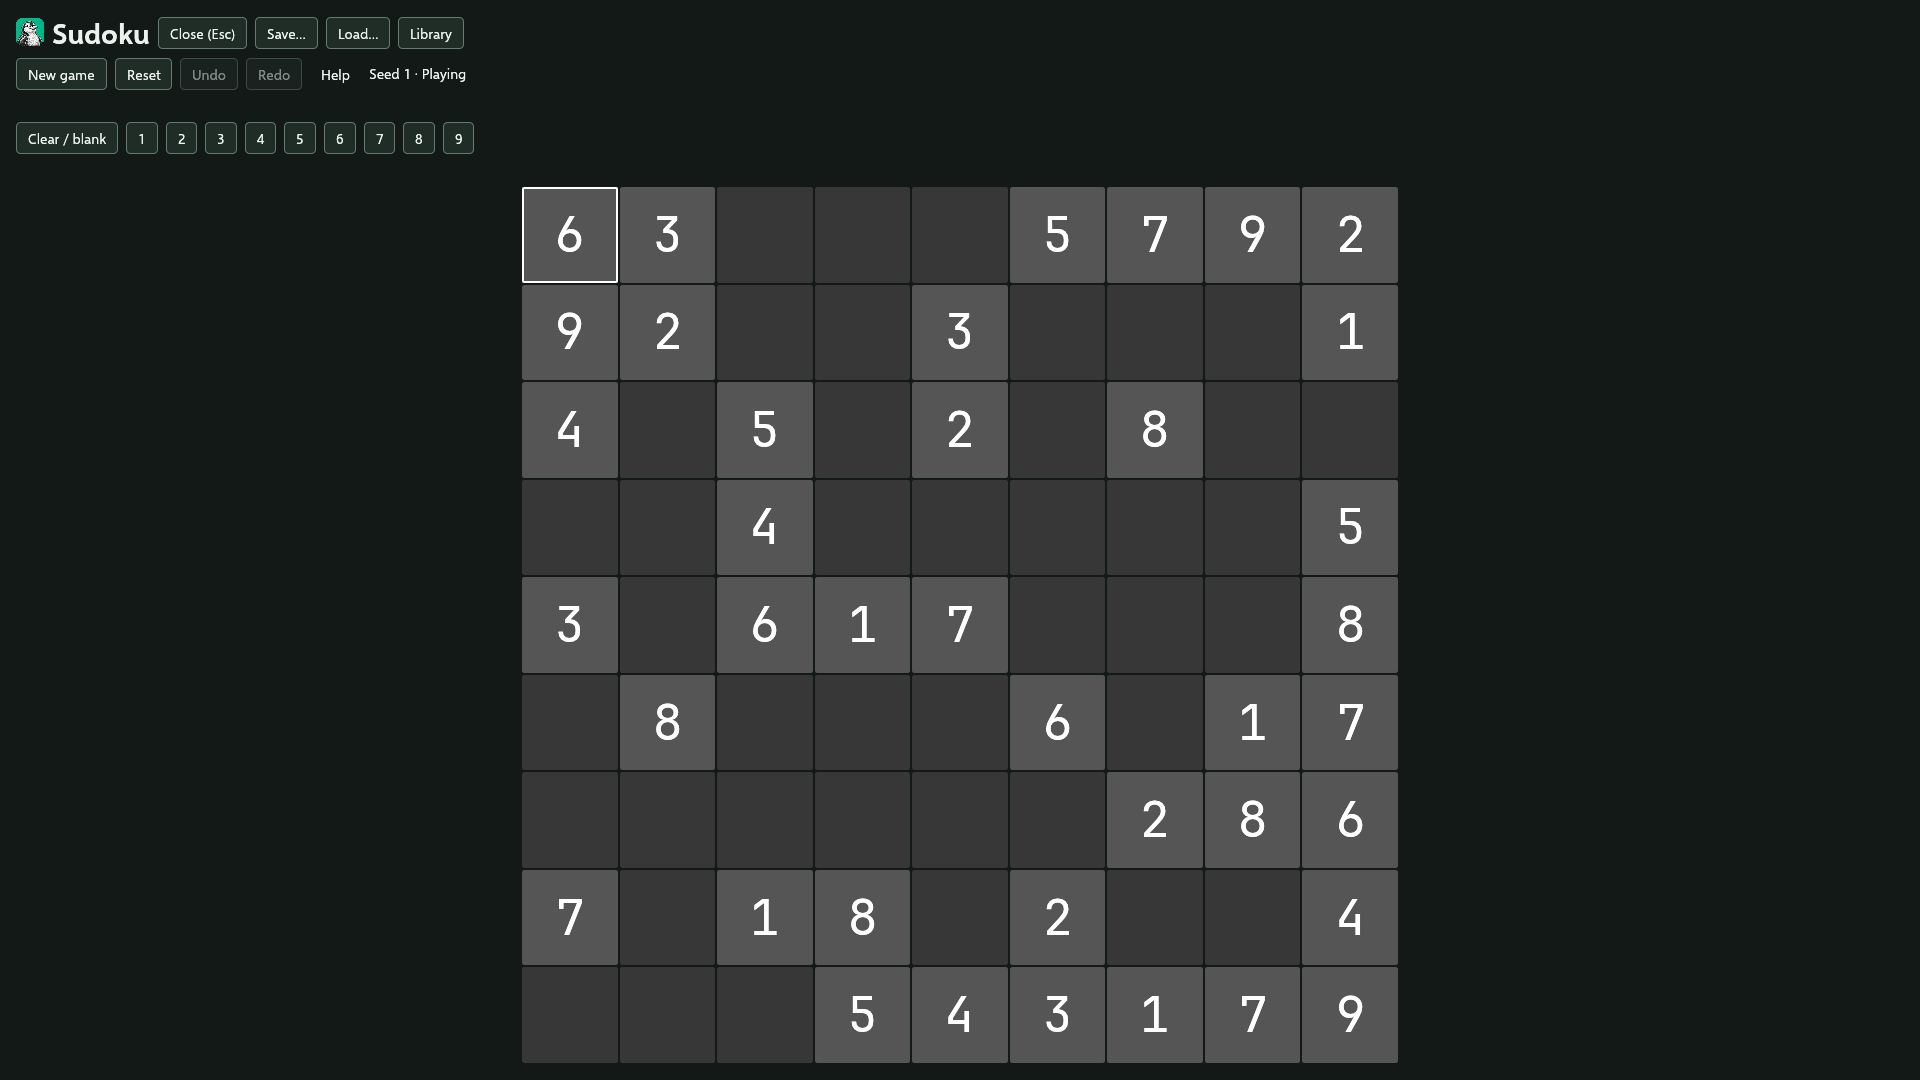 Sudoku Close (Esc) Save... Load... Library
New game Reset Undo Redo Help Seed 1 · Playing
Clear / blank 1 2 3 4 5 6 7 8 9
6 3 5 7 9 2
9 2 3 1
4 5 2 8
4 5
3 6 1 7 8
8 6 1 7
2 8 6
7 1 8 2 4
5 4 3 1 7 9